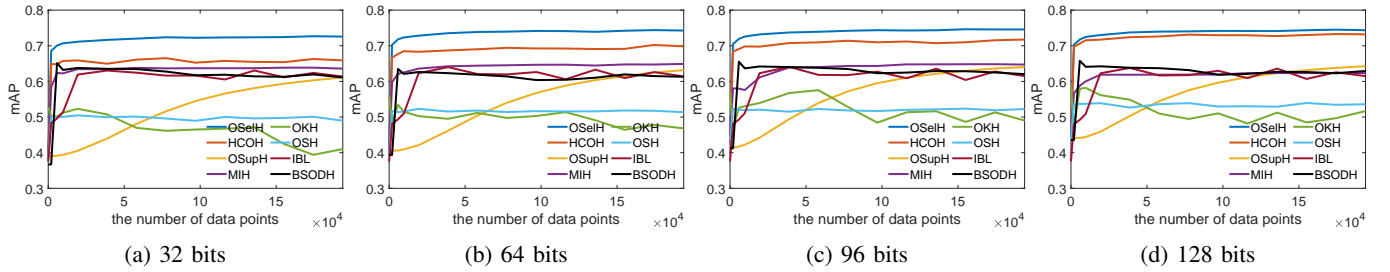 0.8
0.7
0.6
0.5
0.4
0.3
mAP
OSelH OKH
HCOH OSH
OSupH IBL
MIH BSODH
0 5 10 15
×10^4
the number of data points
(a) 32 bits
0.8
0.7
0.6
0.5
0.4
0.3
mAP
OSelH OKH
HCOH OSH
OSupH IBL
MIH BSODH
0 5 10 15
×10^4
the number of data points
(b) 64 bits
0.8
0.7
0.6
0.5
0.4
0.3
mAP
OSelH OKH
HCOH OSH
OSupH IBL
MIH BSODH
0 5 10 15
×10^4
the number of data points
(c) 96 bits
0.8
0.7
0.6
0.5
0.4
0.3
mAP
OSelH OKH
HCOH OSH
OSupH IBL
MIH BSODH
0 5 10 15
×10^4
the number of data points
(d) 128 bits